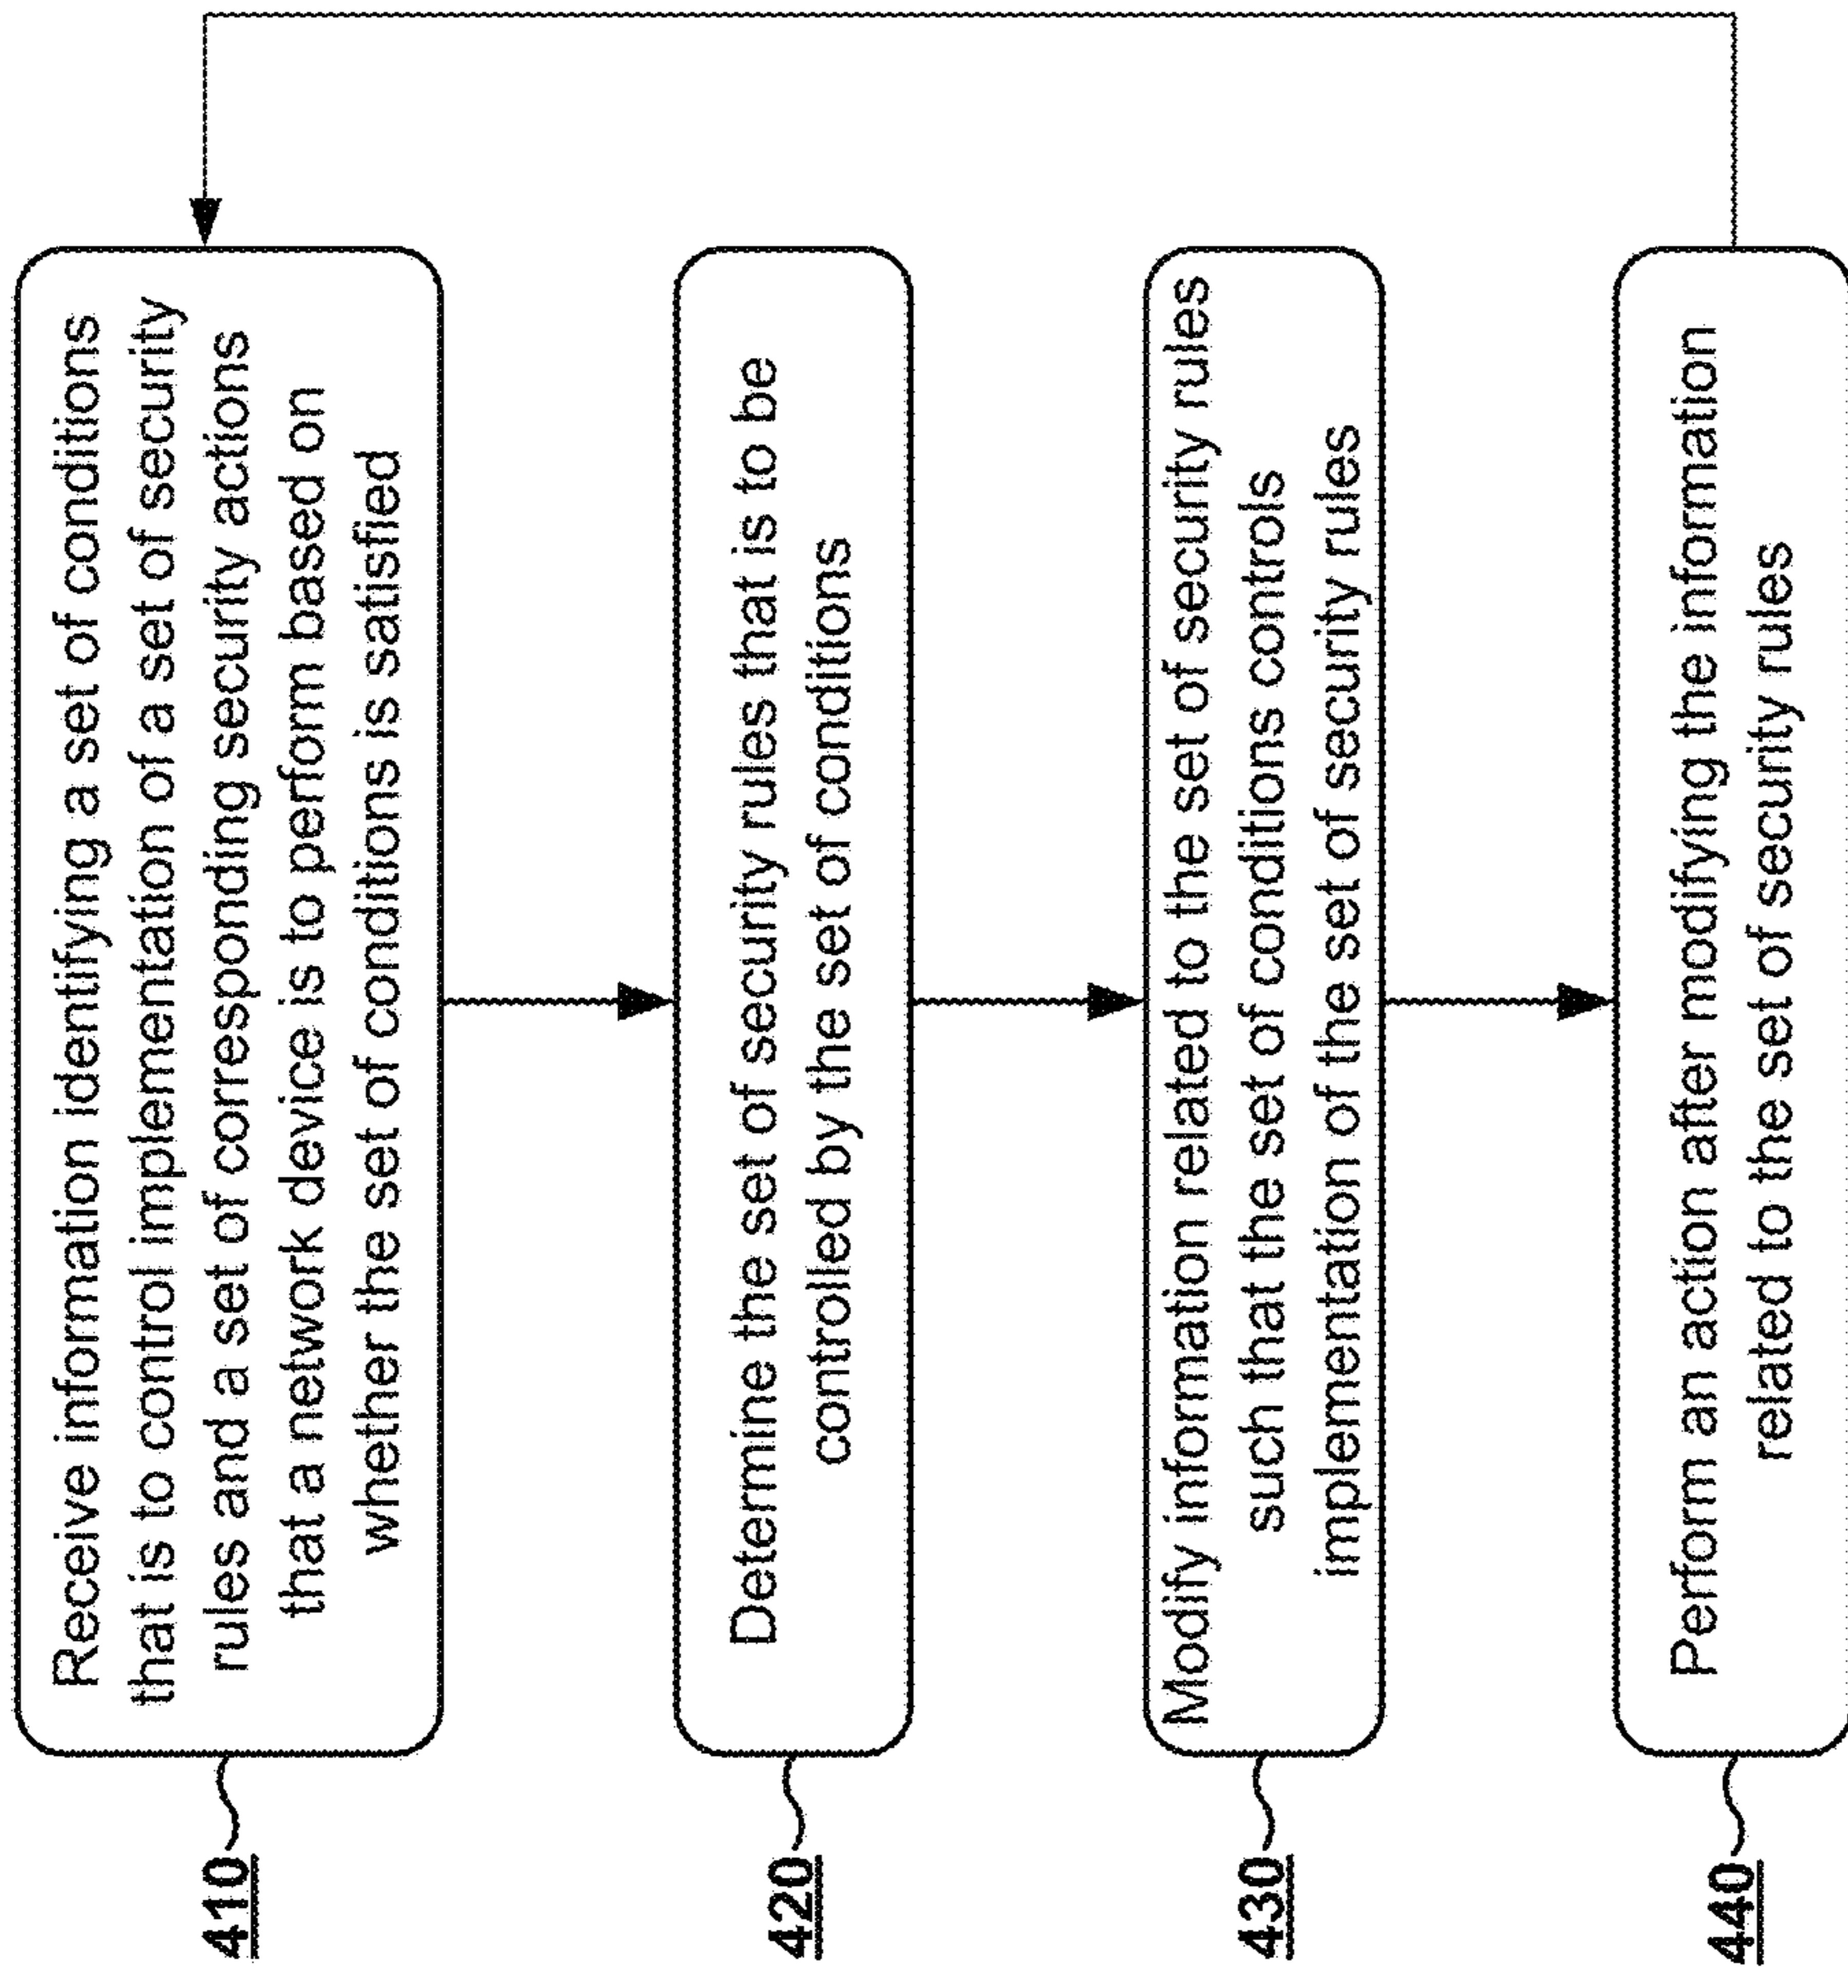 410
Receive information identifying a set of conditions
that is to control implementation of a set of security
rules and a set of corresponding security actions
that a network device is to perform based on
whether the set of conditions is satisfied
420
Determine the set of security rules that is to be
controlled by the set of conditions
430
Modify information related to the set of security rules
such that the set of conditions controls
implementation of the set of security rules
440
Perform an action after modifying the information
related to the set of security rules